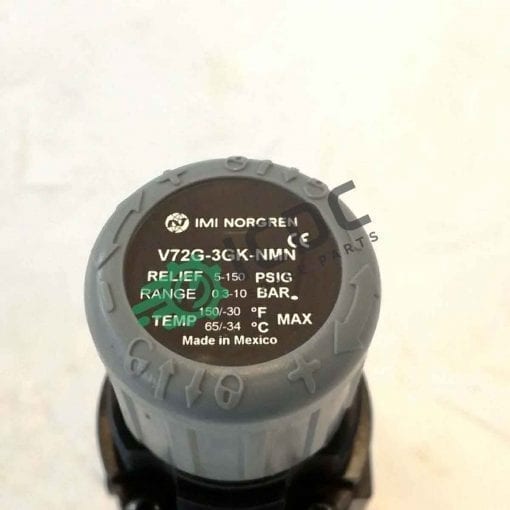 IMI NORGREN
V72G-3GK-NMN CE
RELIEF 5-150 PSIG
RANGE 0.3-10 BAR.
TEMP 150/-30 °F MAX
65/-34 °C
Made in Mexico